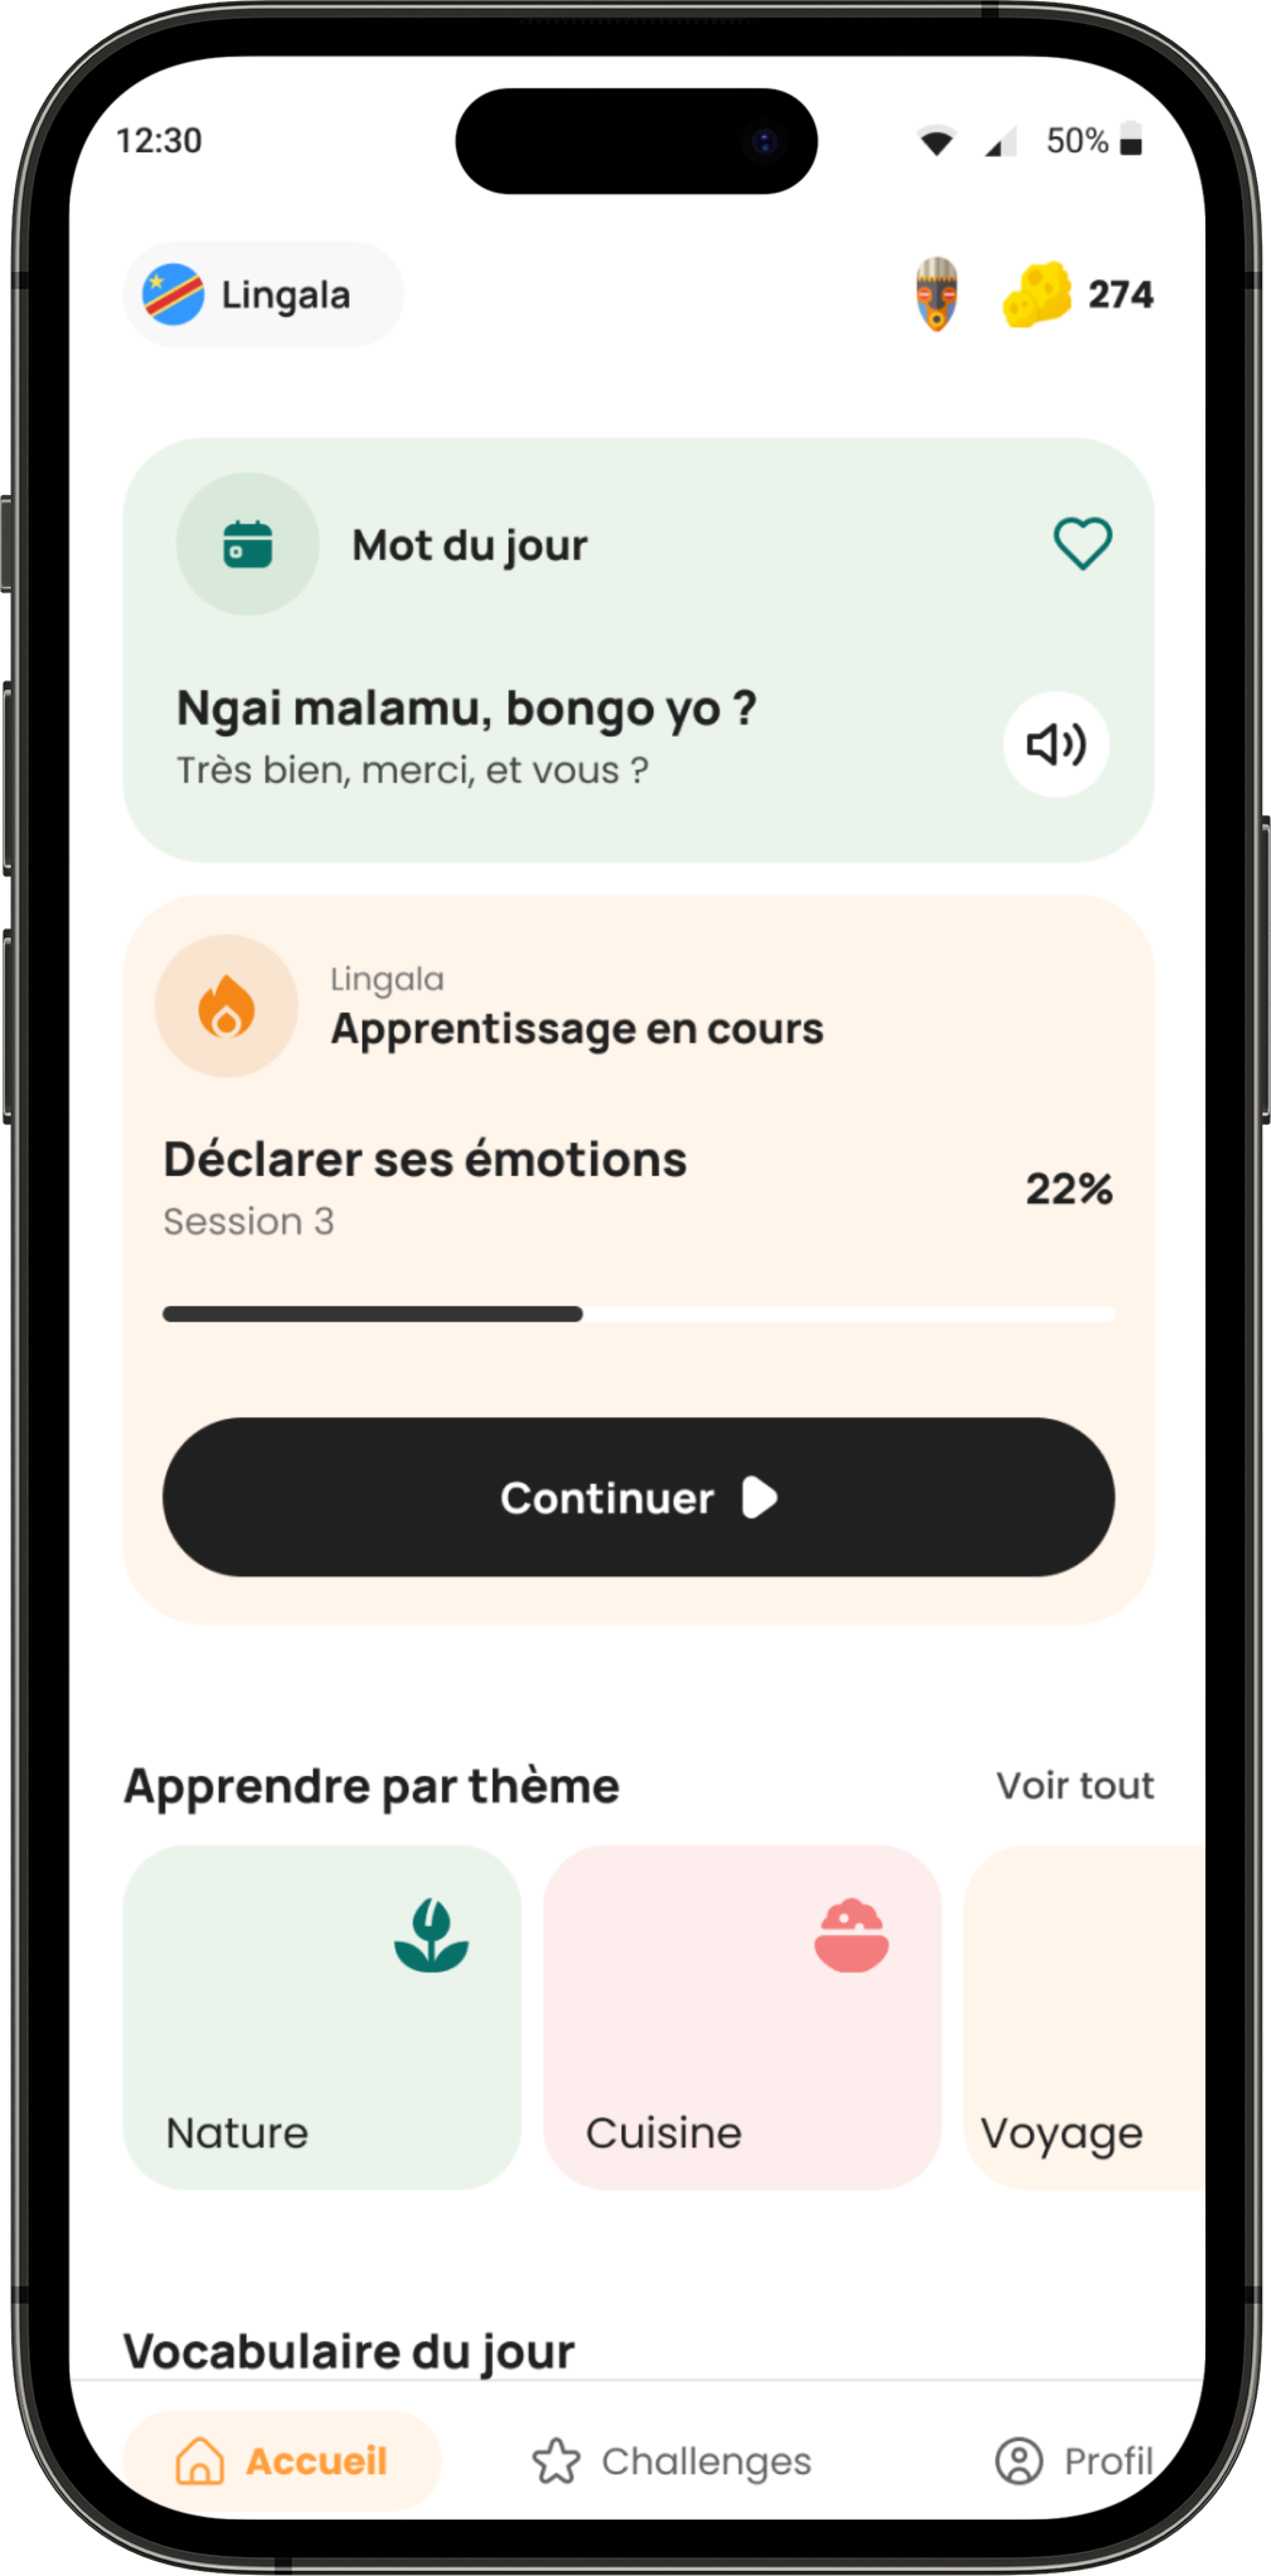 12:30
50%
Lingala
274
Mot du jour
Ngai malamu, bongo yo ?
Très bien, merci, et vous ?
Lingala
Apprentissage en cours
Déclarer ses émotions
Session 3
22%
Continuer
Apprendre par thème
Voir tout
Nature
Cuisine
Voyage
Vocabulaire du jour
Accueil
Challenges
Profil